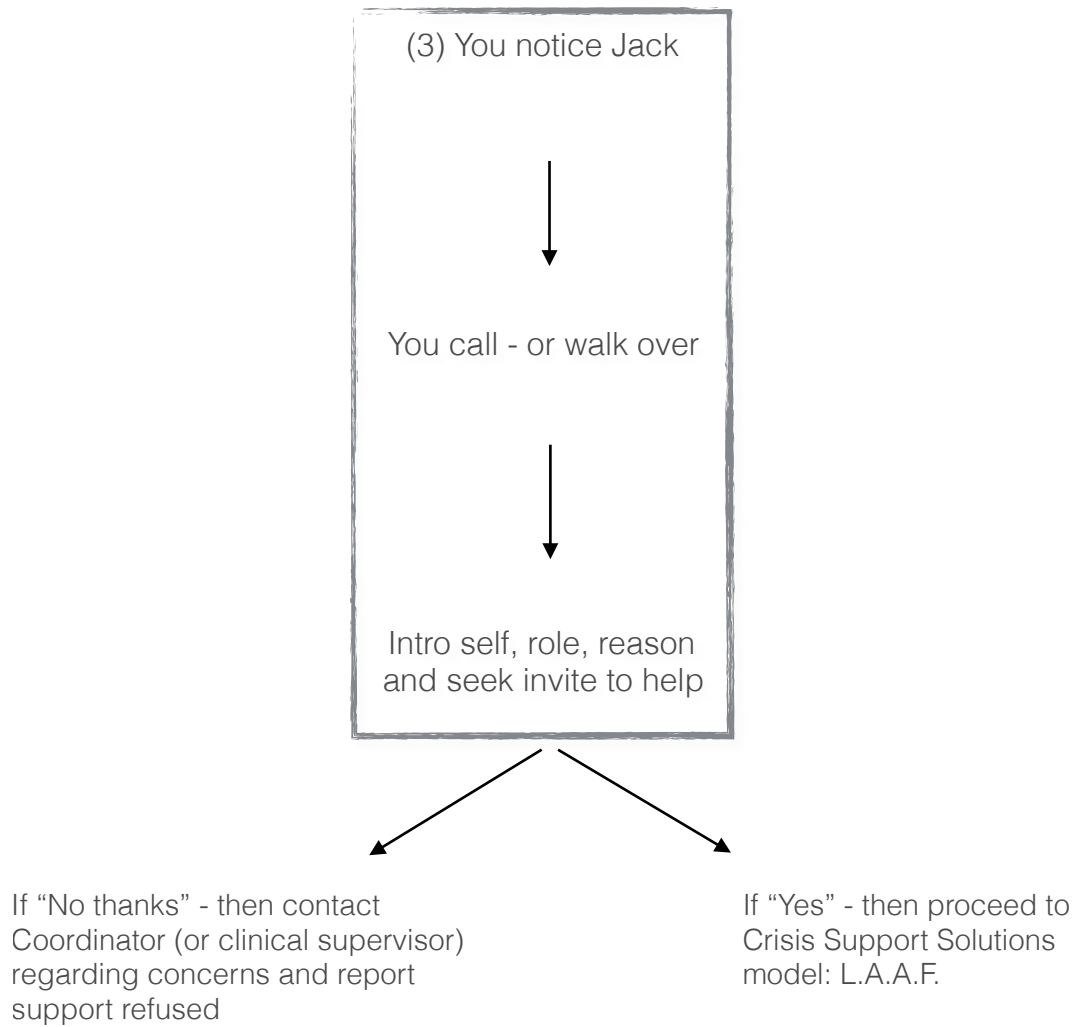 (3) You notice Jack
You call - or walk over
Intro self, role, reason
and seek invite to help
If “No thanks” - then contact
Coordinator (or clinical supervisor)
regarding concerns and report
support refused
If “Yes” - then proceed to
Crisis Support Solutions
model: L.A.A.F.